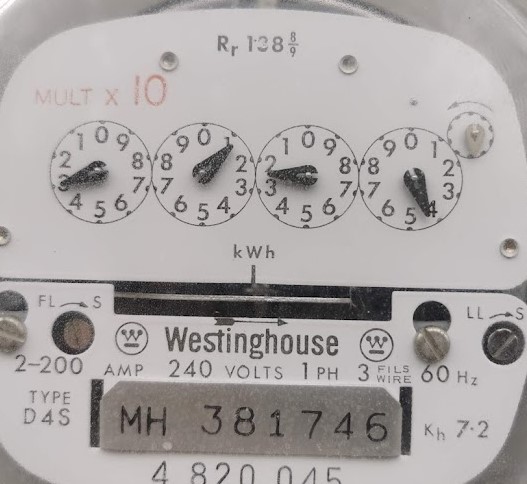 Rr 138 8/9
MULT X 10
1 0 9 2 8 3 7 4 5 6
9 0 1 8 2 7 3 6 5 4
1 0 9 2 8 3 7 4 5 6
9 0 1 8 2 7 3 6 5 4
kWh
FL S LL S
Westinghouse
2-200 AMP 240 VOLTS 1 PH 3 FILS WIRE 60 Hz
TYPE D4S
MH 381746
Kh 7.2
4 820 045